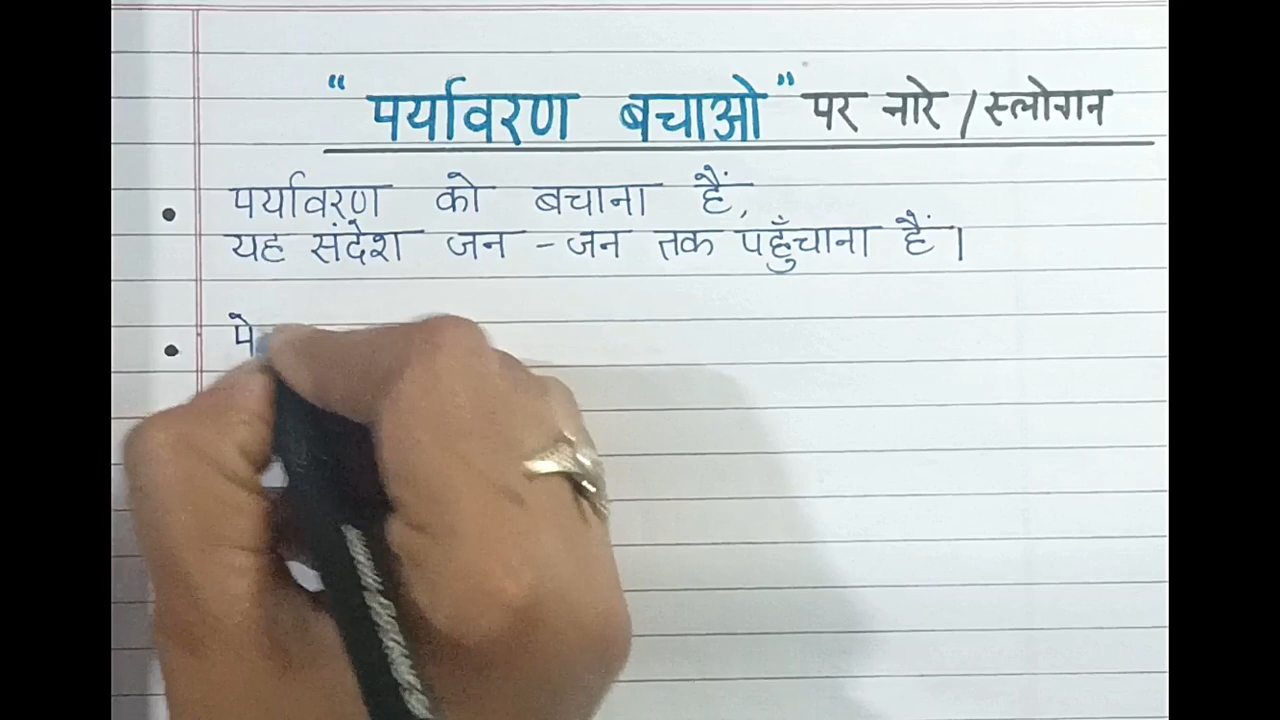 "पर्यावरण बचाओ" पर नारे / स्लोगन
पर्यावरण को बचाना हैं,
यह संदेश जन - जन तक पहुँचाना हैं।
पे